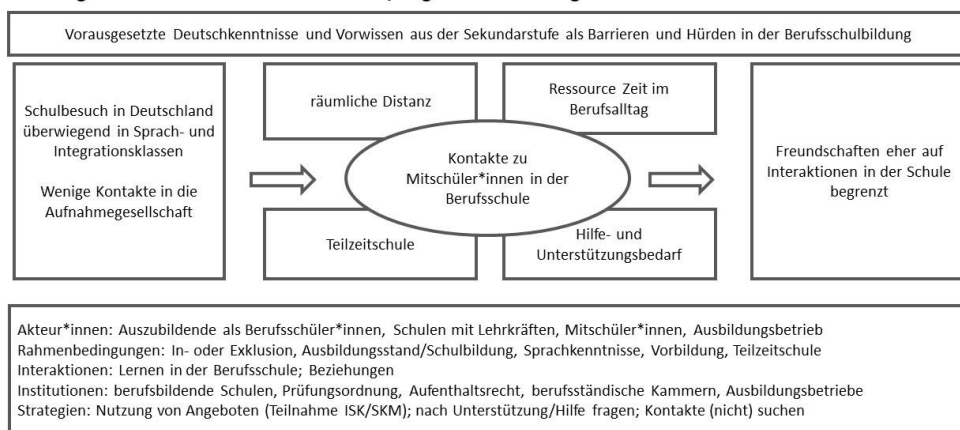 Vorausgesetzte Deutschkenntnisse und Vorwissen aus der Sekundarstufe als Barrieren und Hürden in der Berufsschulbildung
Schulbesuch in Deutschland
überwiegend in Sprach- und
Integrationsklassen
Wenige Kontakte in die
Aufnahmegesellschaft
räumliche Distanz
Ressource Zeit im
Berufsalltag
Kontakte zu
Mitschüler*innen in der
Berufsschule
Teilzeitschule
Hilfe- und
Unterstützungsbedarf
Freundschaften eher auf
Interaktionen in der Schule
begrenzt
Akteur*innen: Auszubildende als Berufsschüler*innen, Schulen mit Lehrkräften, Mitschüler*innen, Ausbildungsbetrieb
Rahmenbedingungen: In- oder Exklusion, Ausbildungsstand/Schulbildung, Sprachkenntnisse, Vorbildung, Teilzeitschule
Interaktionen: Lernen in der Berufsschule; Beziehungen
Institutionen: berufsbildende Schulen, Prüfungsordnung, Aufenthaltsrecht, berufsständische Kammern, Ausbildungsbetriebe
Strategien: Nutzung von Angeboten (Teilnahme ISK/SKM); nach Unterstützung/Hilfe fragen; Kontakte (nicht) suchen